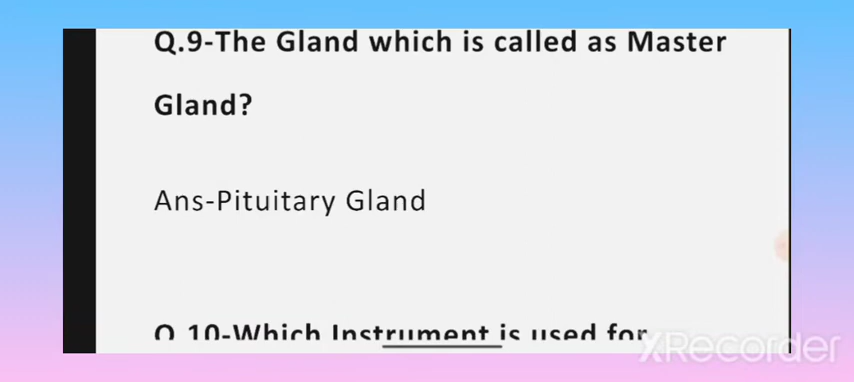 Q.9-The Gland which is called as Master
Gland?
Ans-Pituitary Gland
Q.10-Which Instrument is used for
XRecorder